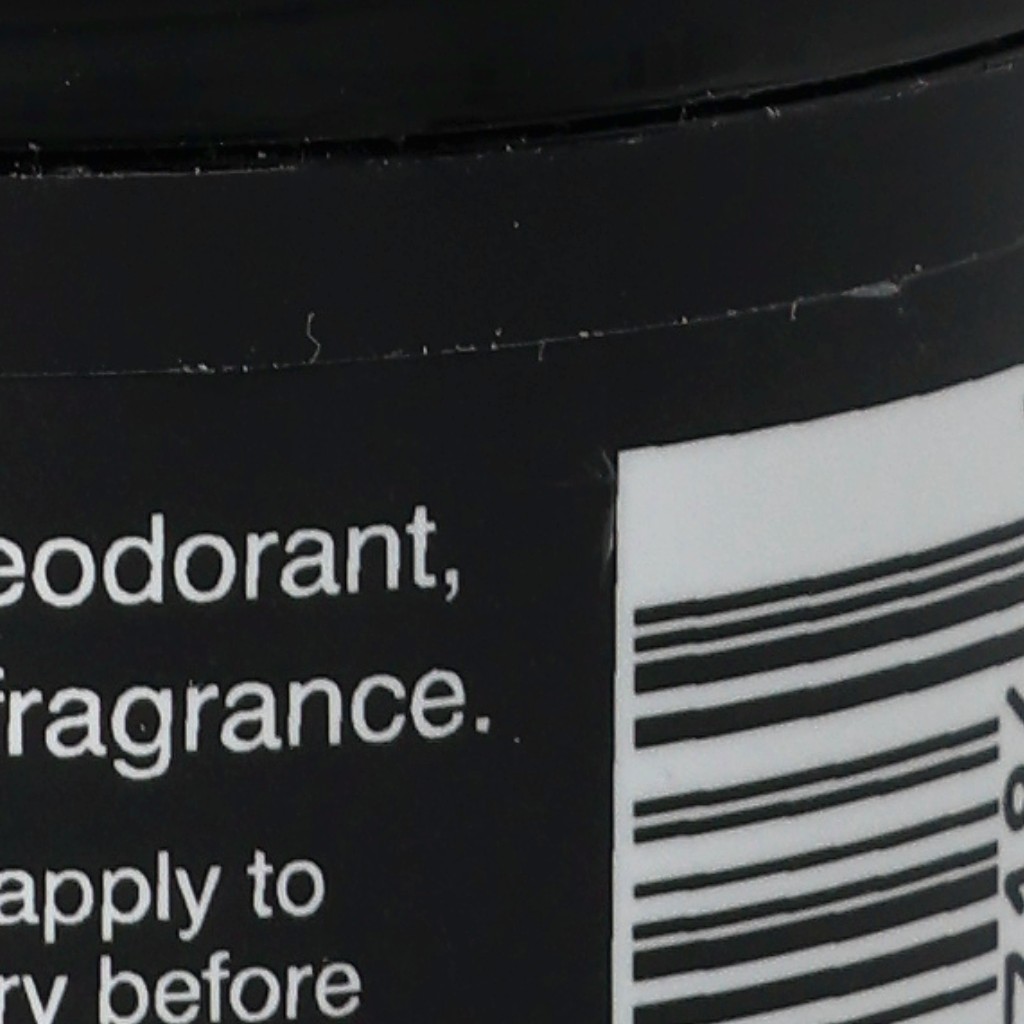 eodorant,
fragrance.
apply to
ry before